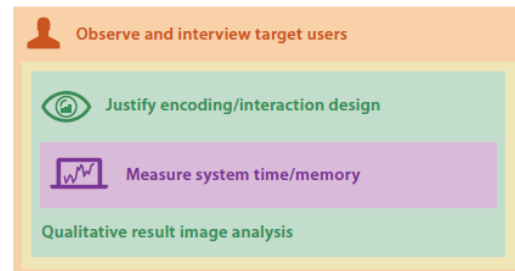 Observe and interview target users
Justify encoding/interaction design
Measure system time/memory
Qualitative result image analysis